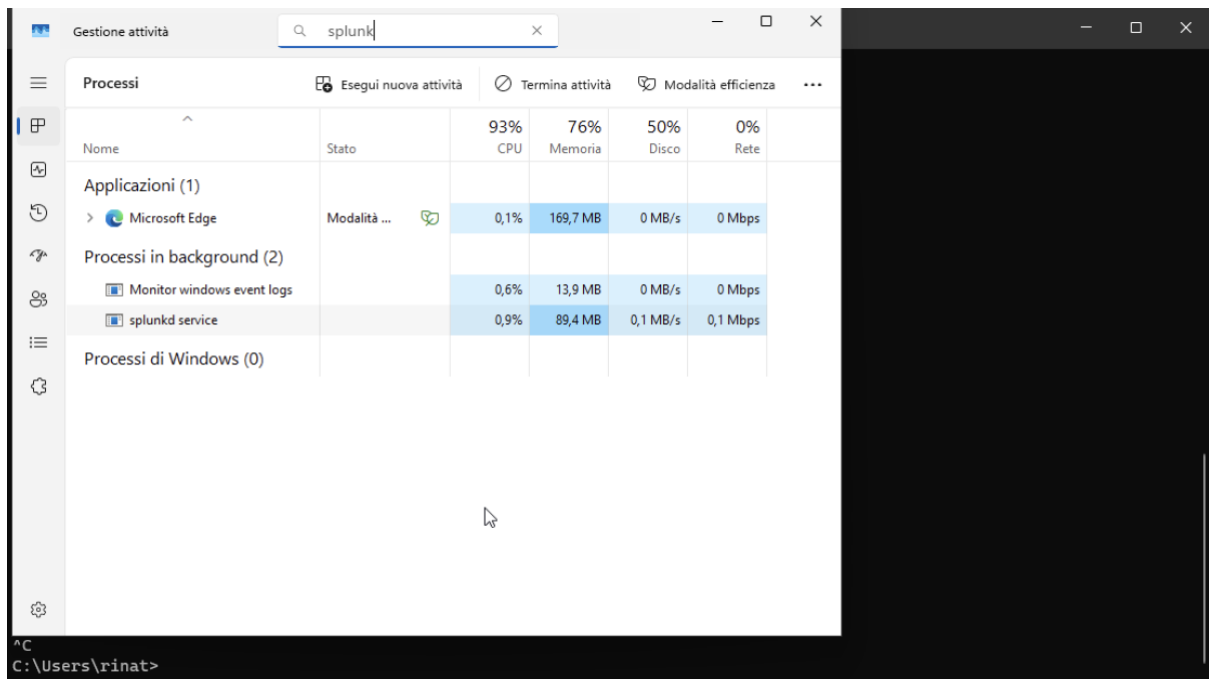 Gestione attività
splunk
Processi
Esegui nuova attività
Termina attività
Modalità efficienza
93% 76% 50% 0%
Nome Stato CPU Memoria Disco Rete
Applicazioni (1)
Microsoft Edge Modalità ... 0,1% 169,7 MB 0 MB/s 0 Mbps
Processi in background (2)
Monitor windows event logs 0,6% 13,9 MB 0 MB/s 0 Mbps
splunkd service 0,9% 89,4 MB 0,1 MB/s 0,1 Mbps
Processi di Windows (0)
^C
C:\Users\rinat>